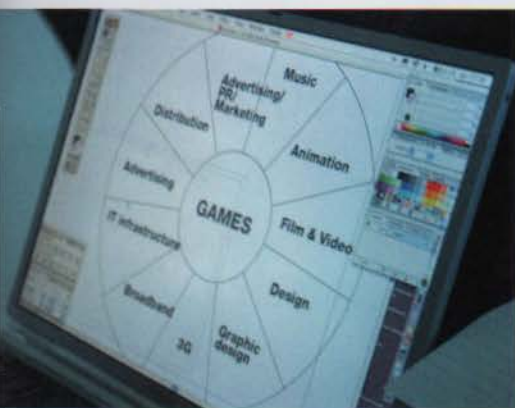 Music
Advertising/
PR/
Marketing
Animation
Distribution
Advertising
GAMES
Film & Video
IT infrastructure
Design
Broadband
3G
Graphic
design